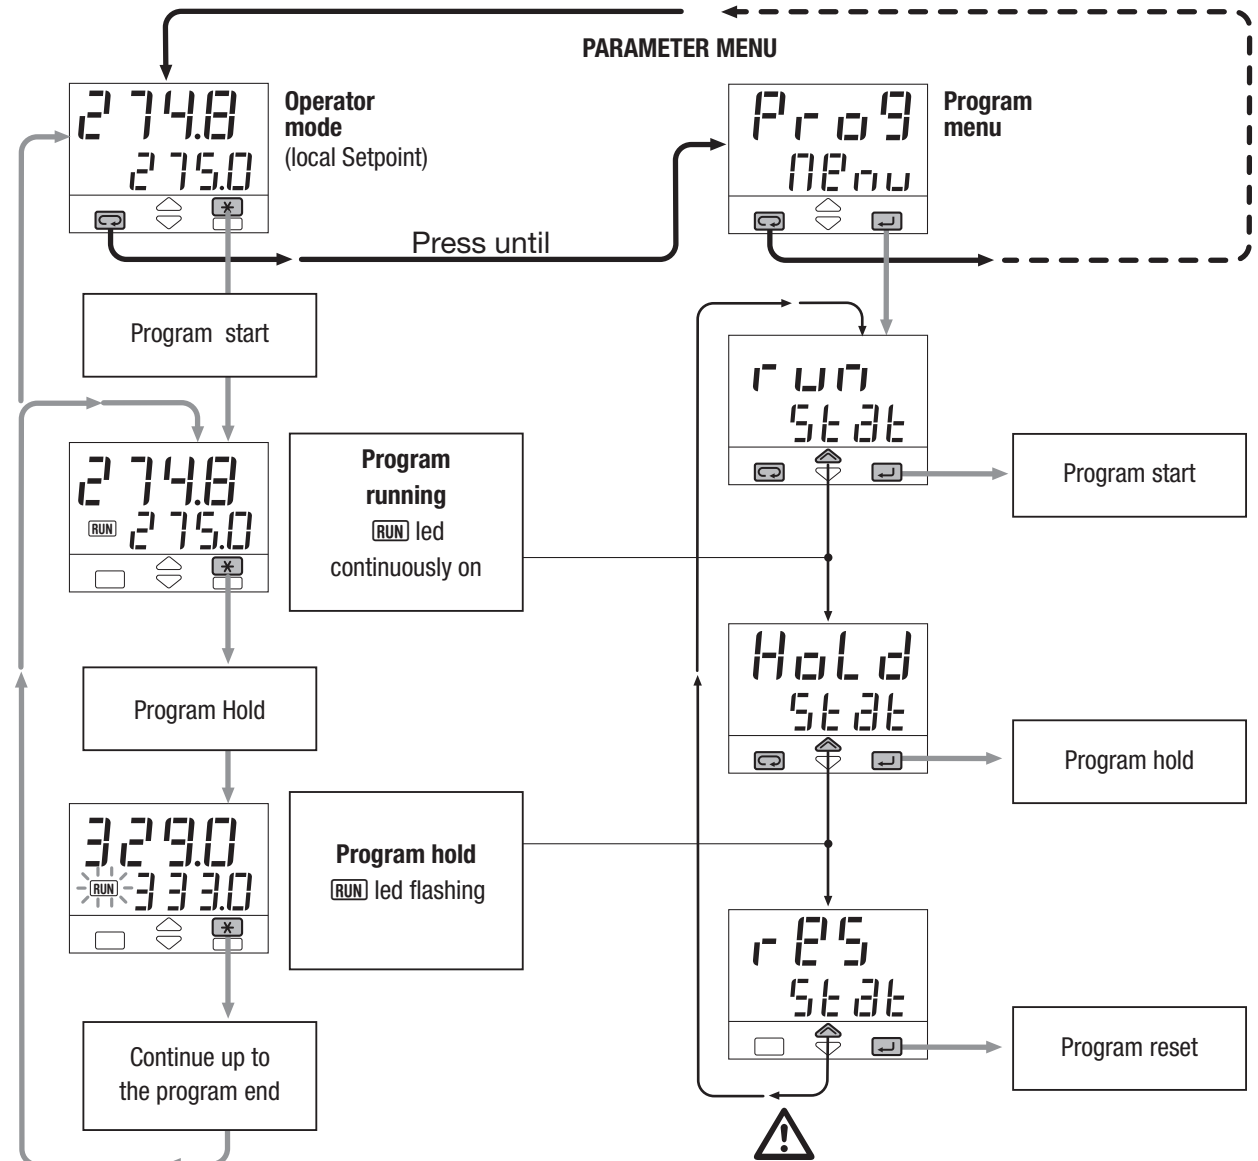 PARAMETER MENU
274.8
275.0
Operator
mode
(local Setpoint)
Prog
MEnu
Program
menu
Press until
Program start
run
Stat
Program start
274.8
RUN 275.0
Program
running
RUN led
continuously on
Program Hold
HoLd
Stat
Program hold
329.0
RUN 333.0
Program hold
RUN led flashing
rES
Stat
Program reset
Continue up to
the program end